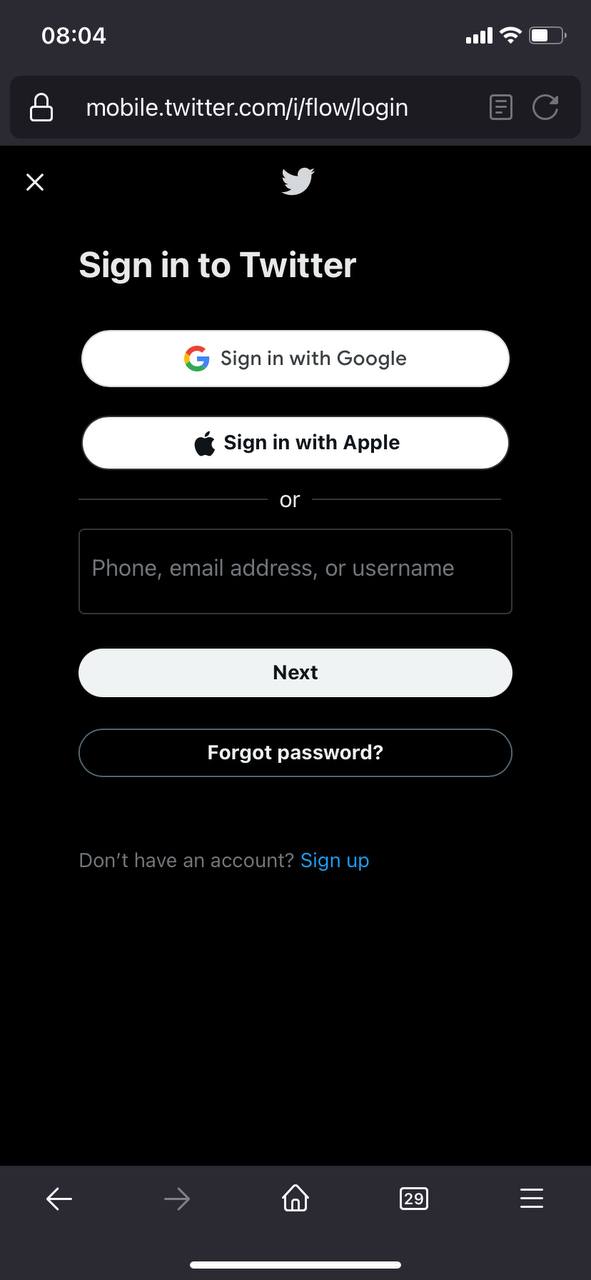 08:04
mobile.twitter.com/i/flow/login
Sign in to Twitter
Sign in with Google
Sign in with Apple
or
Phone, email address, or username
Next
Forgot password?
Don’t have an account? Sign up
29